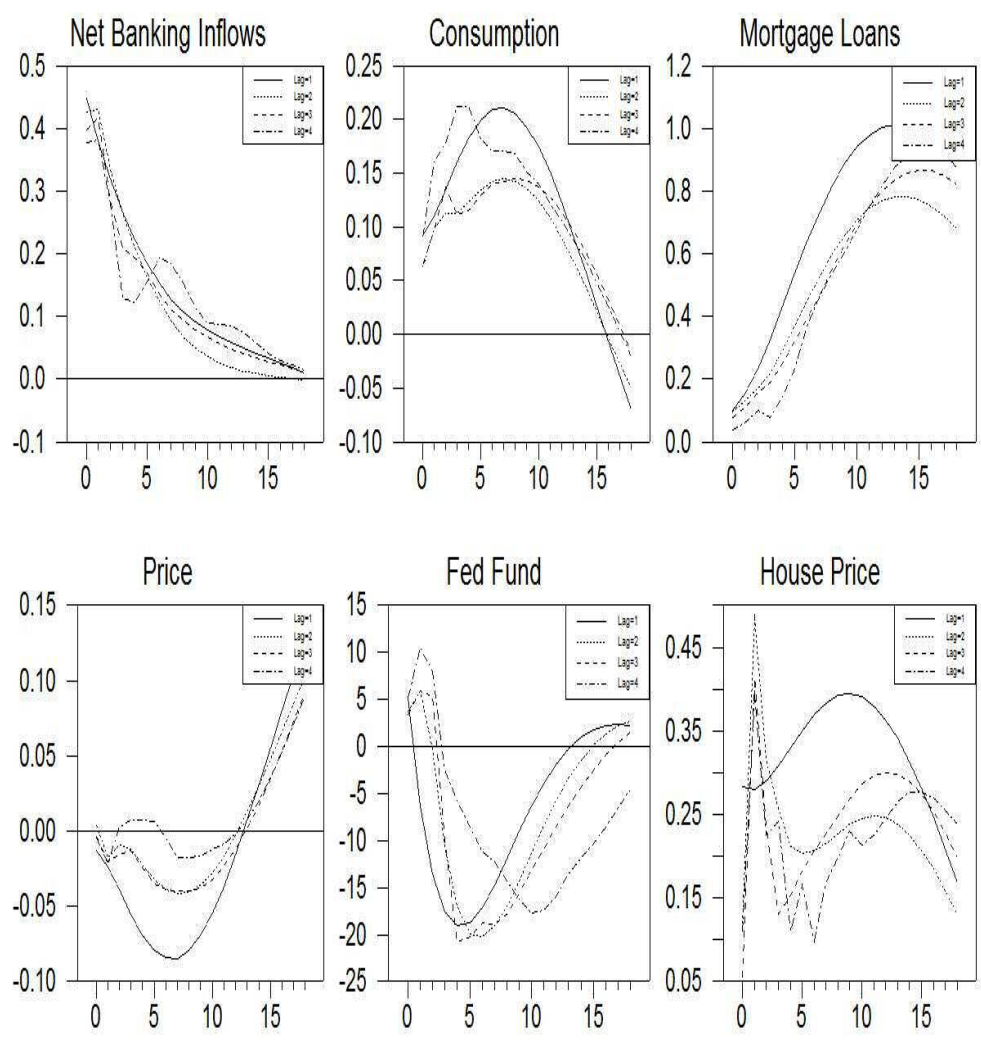 Net Banking Inflows
0.5
0.4
0.3
0.2
0.1
0.0
-0.1
0 5 10 15
Lag=1
Lag=2
Lag=3
Lag=4
Consumption
0.25
0.20
0.15
0.10
0.05
0.00
-0.05
-0.10
0 5 10 15
Lag=1
Lag=2
Lag=3
Lag=4
Mortgage Loans
1.2
1.0
0.8
0.6
0.4
0.2
0.0
0 5 10 15
Lag=1
Lag=2
Lag=3
Lag=4
Price
0.15
0.10
0.05
0.00
-0.05
-0.10
0 5 10 15
Lag=1
Lag=2
Lag=3
Lag=4
Fed Fund
15
10
5
0
-5
-10
-15
-20
-25
0 5 10 15
Lag=1
Lag=2
Lag=3
Lag=4
House Price
0.45
0.35
0.25
0.15
0.05
0 5 10 15
Lag=1
Lag=2
Lag=3
Lag=4